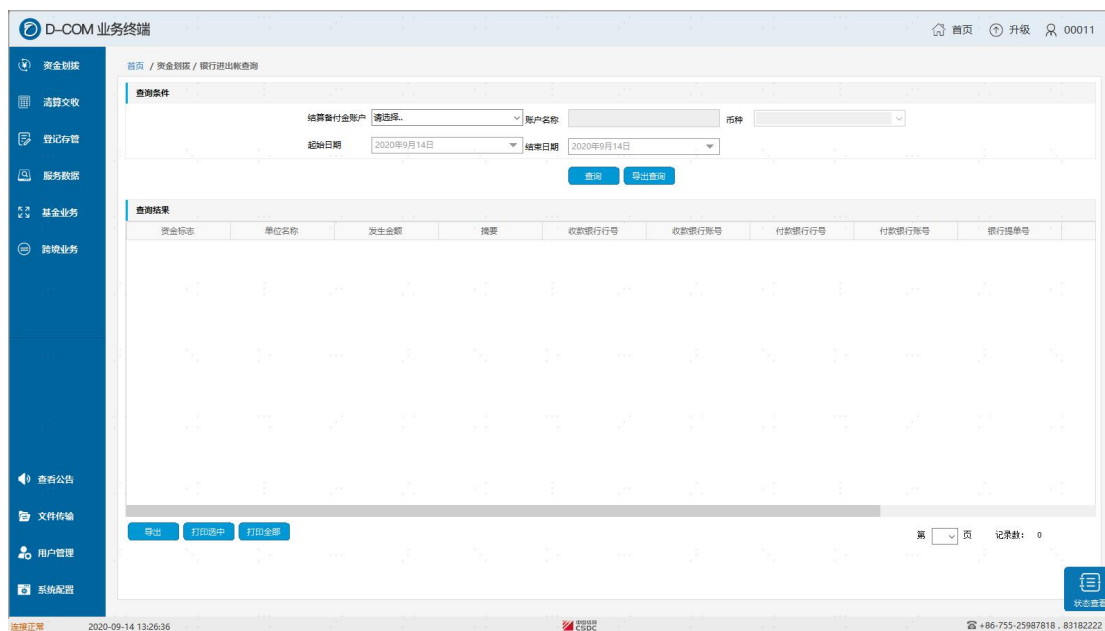 D-COM 业务终端 首页 升级 00011
资金划拨
清算交收
登记存管
服务数据
基金业务
跨境业务
查看公告
文件传输
用户管理
系统配置
首页 / 资金划拨 / 银行进出帐查询
查询条件
结算备付金账户 请选择.. 账户名称 币种
起始日期 2020年9月14日 结束日期 2020年9月14日
查询 导出查询
查询结果
资金标志 单位名称 发生金额 摘要 收款银行行号 收款银行账号 付款银行行号 付款银行账号 银行提单号
导出 打印选中 打印全部 第 页 记录数: 0
状态查看
连接正常 2020-09-14 13:26:36 中国结算 CSDC +86-755-25987818 , 83182222